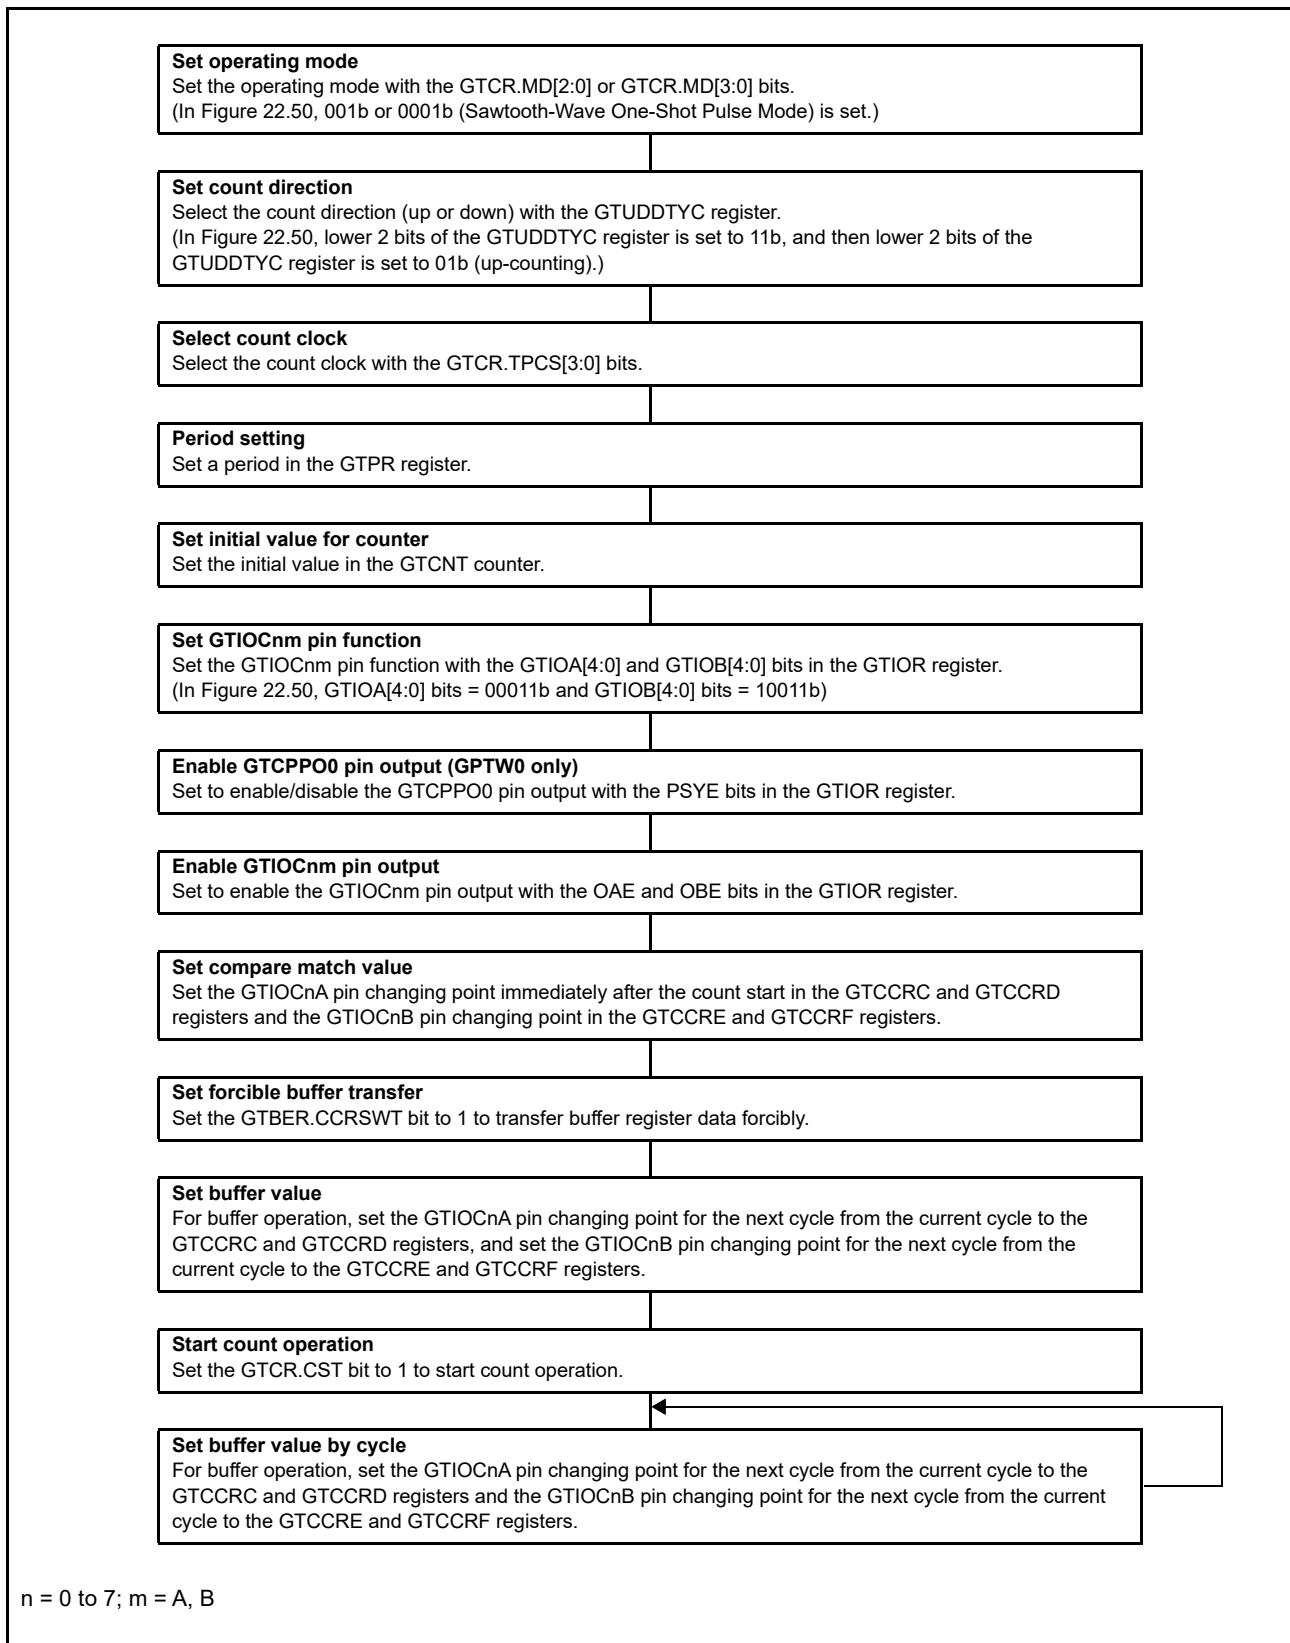 Set operating mode
Set the operating mode with the GTCR.MD[2:0] or GTCR.MD[3:0] bits.
(In Figure 22.50, 001b or 0001b (Sawtooth-Wave One-Shot Pulse Mode) is set.)
Set count direction
Select the count direction (up or down) with the GTUDDTYC register.
(In Figure 22.50, lower 2 bits of the GTUDDTYC register is set to 11b, and then lower 2 bits of the
GTUDDTYC register is set to 01b (up-counting).)
Select count clock
Select the count clock with the GTCR.TPCS[3:0] bits.
Period setting
Set a period in the GTPR register.
Set initial value for counter
Set the initial value in the GTCNT counter.
Set GTIOCnm pin function
Set the GTIOCnm pin function with the GTIOA[4:0] and GTIOB[4:0] bits in the GTIOR register.
(In Figure 22.50, GTIOA[4:0] bits = 00011b and GTIOB[4:0] bits = 10011b)
Enable GTCPPO0 pin output (GPTW0 only)
Set to enable/disable the GTCPPO0 pin output with the PSYE bits in the GTIOR register.
Enable GTIOCnm pin output
Set to enable the GTIOCnm pin output with the OAE and OBE bits in the GTIOR register.
Set compare match value
Set the GTIOCnA pin changing point immediately after the count start in the GTCCRC and GTCCRD
registers and the GTIOCnB pin changing point in the GTCCRE and GTCCRF registers.
Set forcible buffer transfer
Set the GTBER.CCRSWT bit to 1 to transfer buffer register data forcibly.
Set buffer value
For buffer operation, set the GTIOCnA pin changing point for the next cycle from the current cycle to the
GTCCRC and GTCCRD registers, and set the GTIOCnB pin changing point for the next cycle from the
current cycle to the GTCCRE and GTCCRF registers.
Start count operation
Set the GTCR.CST bit to 1 to start count operation.
Set buffer value by cycle
For buffer operation, set the GTIOCnA pin changing point for the next cycle from the current cycle to the
GTCCRC and GTCCRD registers and the GTIOCnB pin changing point for the next cycle from the current
cycle to the GTCCRE and GTCCRF registers.
n = 0 to 7; m = A, B